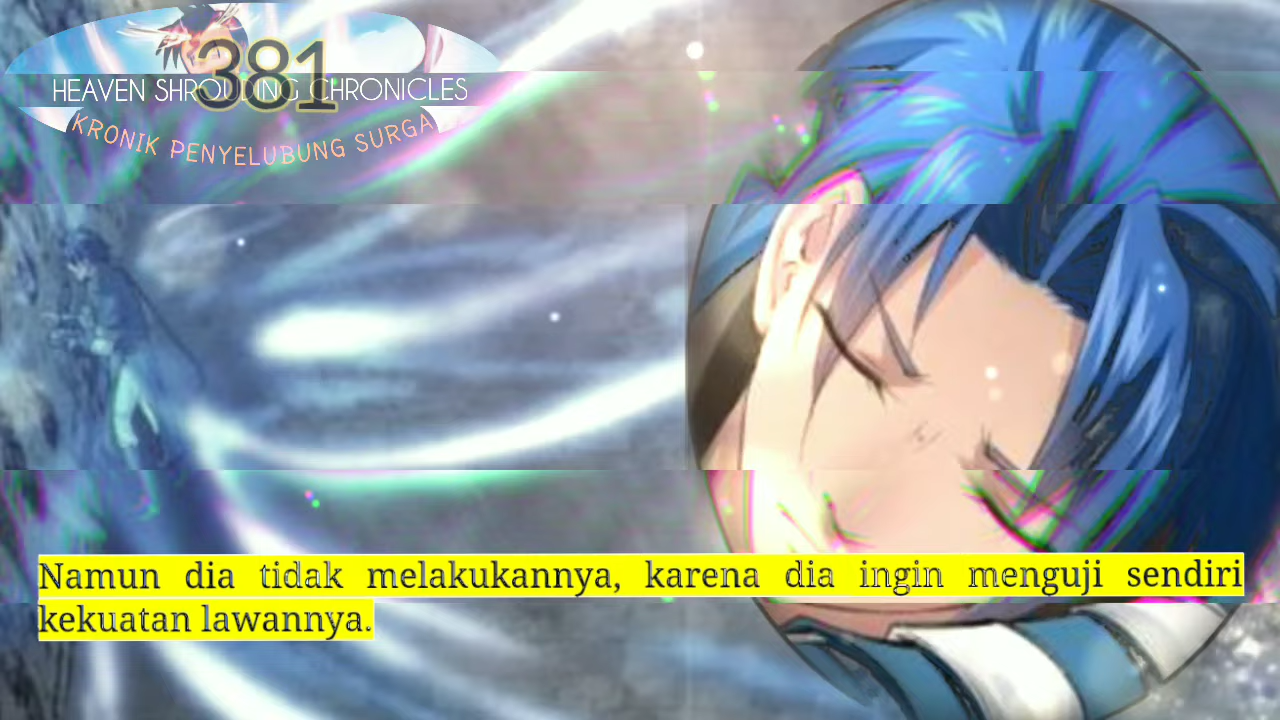 381
HEAVEN SHROUDING CHRONICLES
KRONIK PENYELUBUNG SURGA
Namun dia tidak melakukannya, karena dia ingin menguji sendiri
kekuatan lawannya.